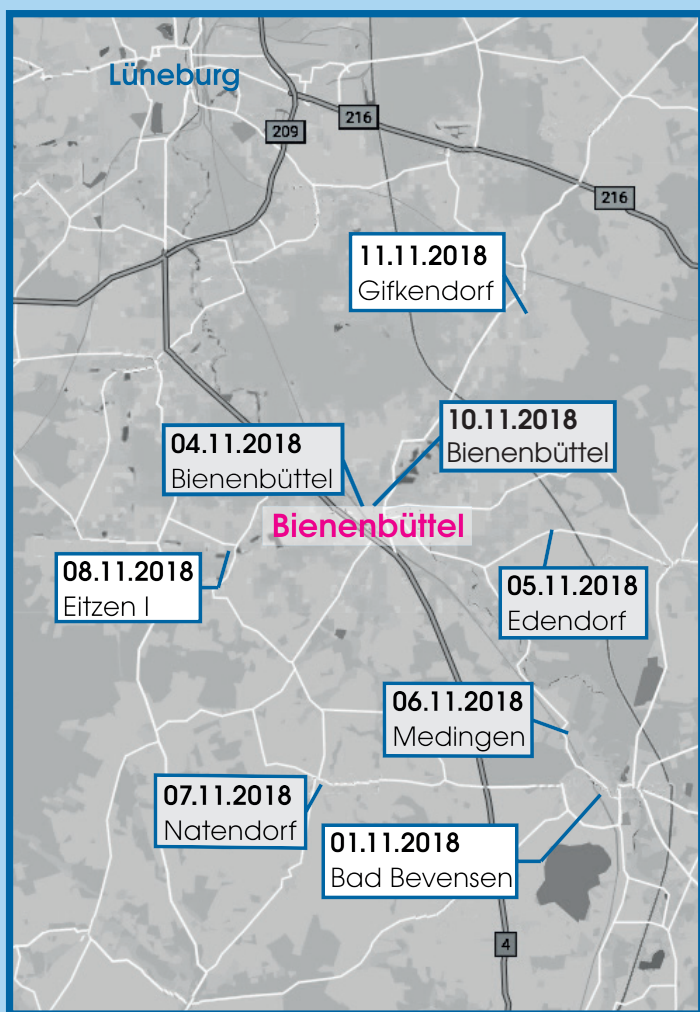 Lüneburg
216
209
216
11.11.2018
Gifkendorf
10.11.2018
Bienenbüttel
04.11.2018
Bienenbüttel
Bienenbüttel
08.11.2018
Eitzen I
05.11.2018
Edendorf
06.11.2018
Medingen
07.11.2018
Natendorf
01.11.2018
Bad Bevensen
4